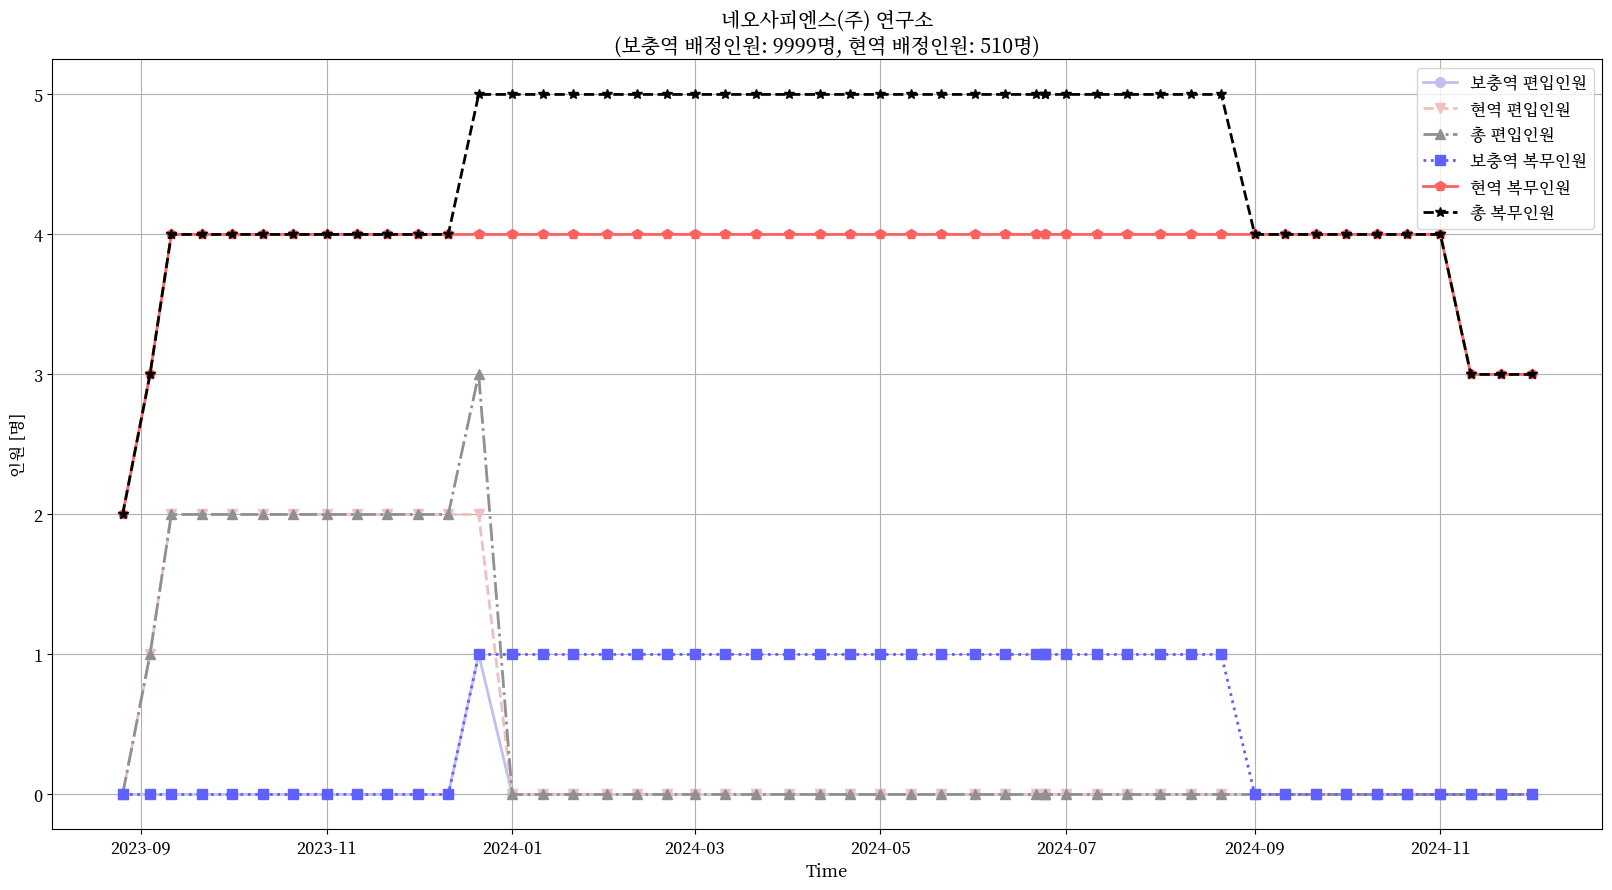 네오사피엔스(주) 연구소
(보충역 배정인원: 9999명, 현역 배정인원: 510명)
보충역 편입인원
현역 편입인원
총 편입인원
보충역 복무인원
현역 복무인원
총 복무인원
인원 [명]
5
4
3
2
1
0
2023-09
2023-11
2024-01
2024-03
2024-05
2024-07
2024-09
2024-11
Time